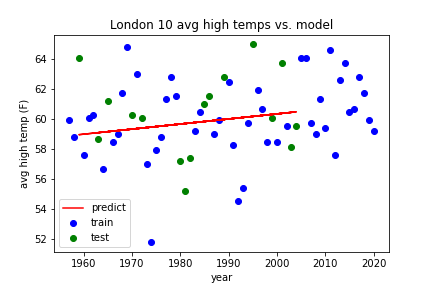 London 10 avg high temps vs. model
avg high temp (F)
64
62
60
58
56
54
52
predict
train
test
1960
1970
1980
1990
2000
2010
2020
year